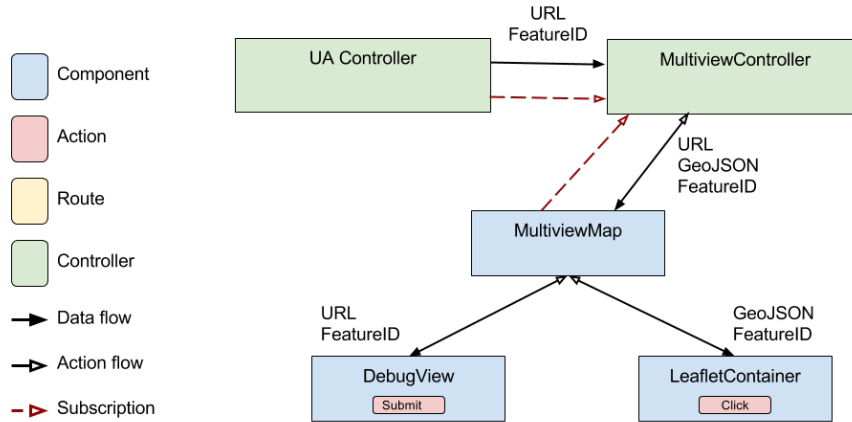 Component
Action
Route
Controller
Data flow
Action flow
Subscription
URL
FeatureID
UA Controller
MultiviewController
URL
GeoJSON
FeatureID
MultiviewMap
URL
FeatureID
GeoJSON
FeatureID
DebugView
Submit
LeafletContainer
Click